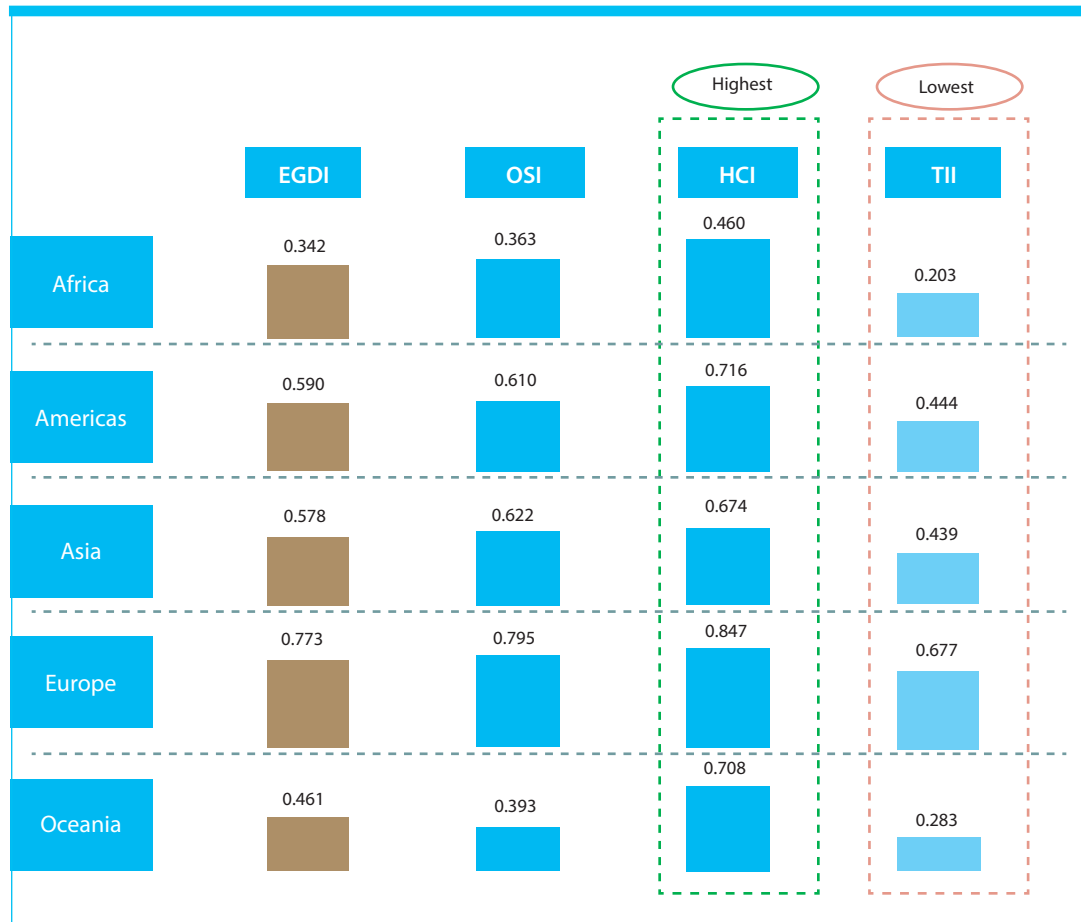 Highest Lowest
EGDI OSI HCI TII
Africa 0.342 0.363 0.460 0.203
Americas 0.590 0.610 0.716 0.444
Asia 0.578 0.622 0.674 0.439
Europe 0.773 0.795 0.847 0.677
Oceania 0.461 0.393 0.708 0.283